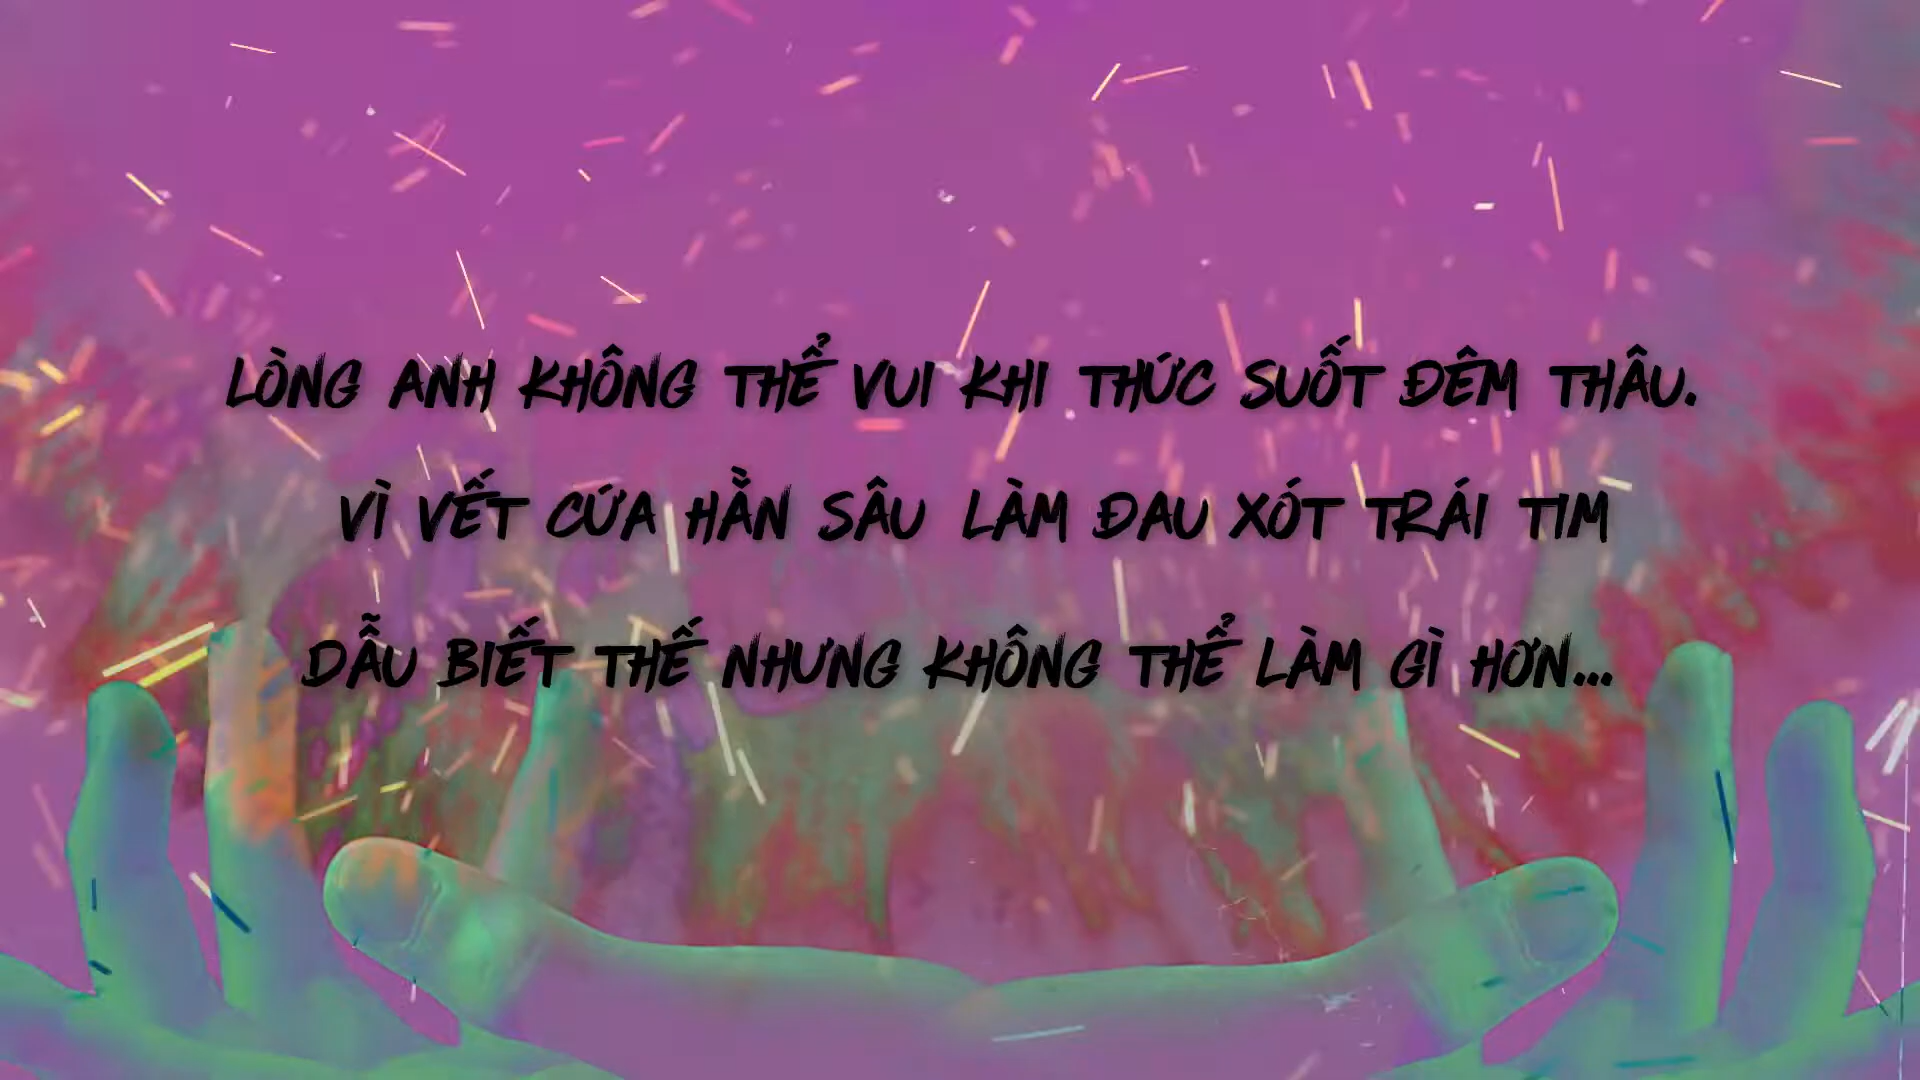 LÒNG ANH KHÔNG THỂ VUI KHI THỨC SUỐT ĐÊM THÂU.
VÌ VẾT CỨA HẰN SÂU LÀM ĐAU XÓT TRÁI TIM
DẪU BIẾT THẾ NHƯNG KHÔNG THỂ LÀM GÌ HƠN...